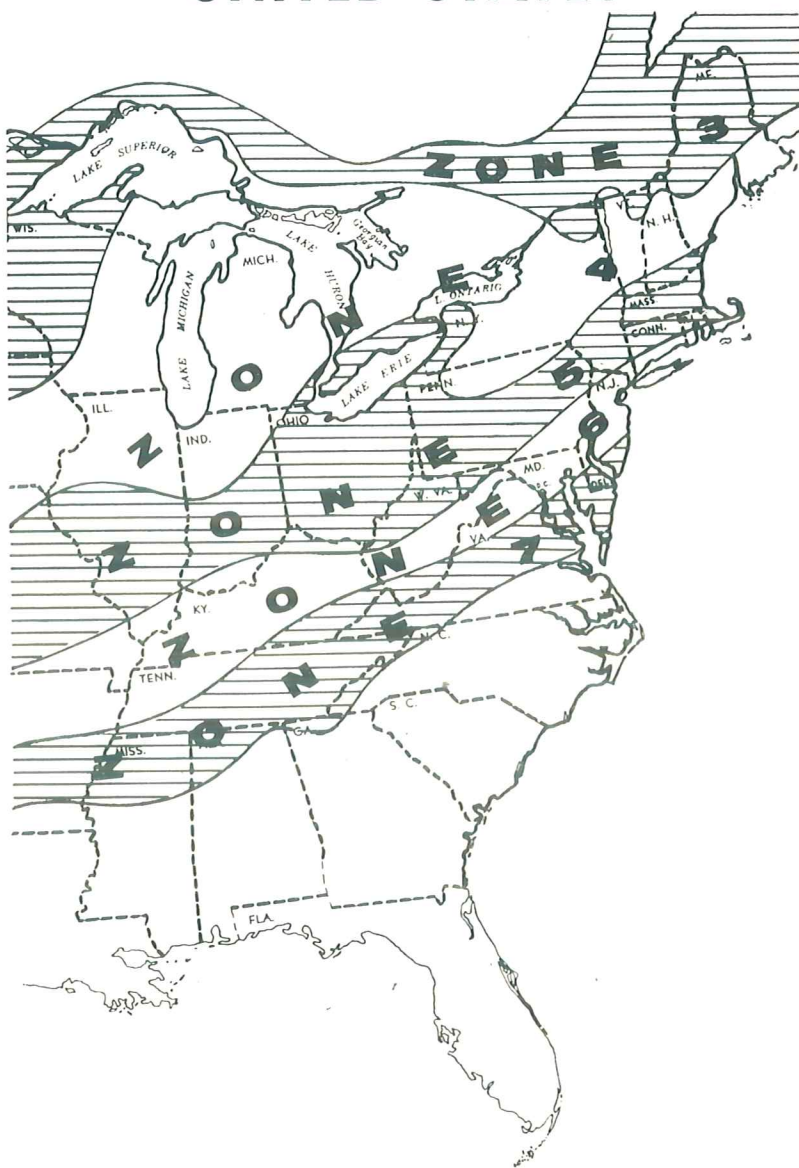 ME.
LAKE SUPERIOR
ZONE 3
WIS.
VT.
N. H.
Georgian Bay
LAKE HURON
MICH.
LAKE MICHIGAN
L. ONTARIO
N. Y.
MASS.
CONN.
ZONE 4
LAKE ERIE
PENN.
N. J.
ILL.
IND.
OHIO
ZONE 5
MD.
D.C.
DEL.
W. VA.
VA.
ZONE 6
KY.
ZONE 7
N. C.
TENN.
S. C.
MISS.
GA.
FLA.